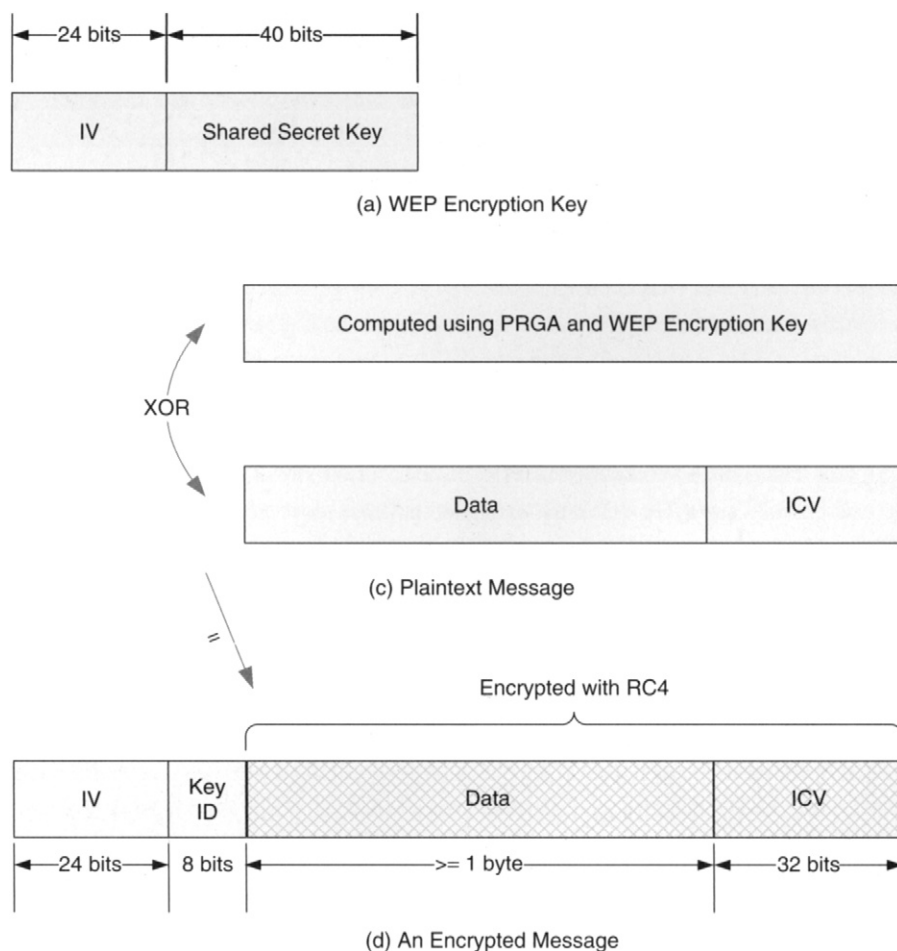 24 bits 40 bits
IV Shared Secret Key
(a) WEP Encryption Key
Computed using PRGA and WEP Encryption Key
XOR
Data ICV
(c) Plaintext Message
=
Encrypted with RC4
IV Key ID Data ICV
24 bits 8 bits >= 1 byte 32 bits
(d) An Encrypted Message